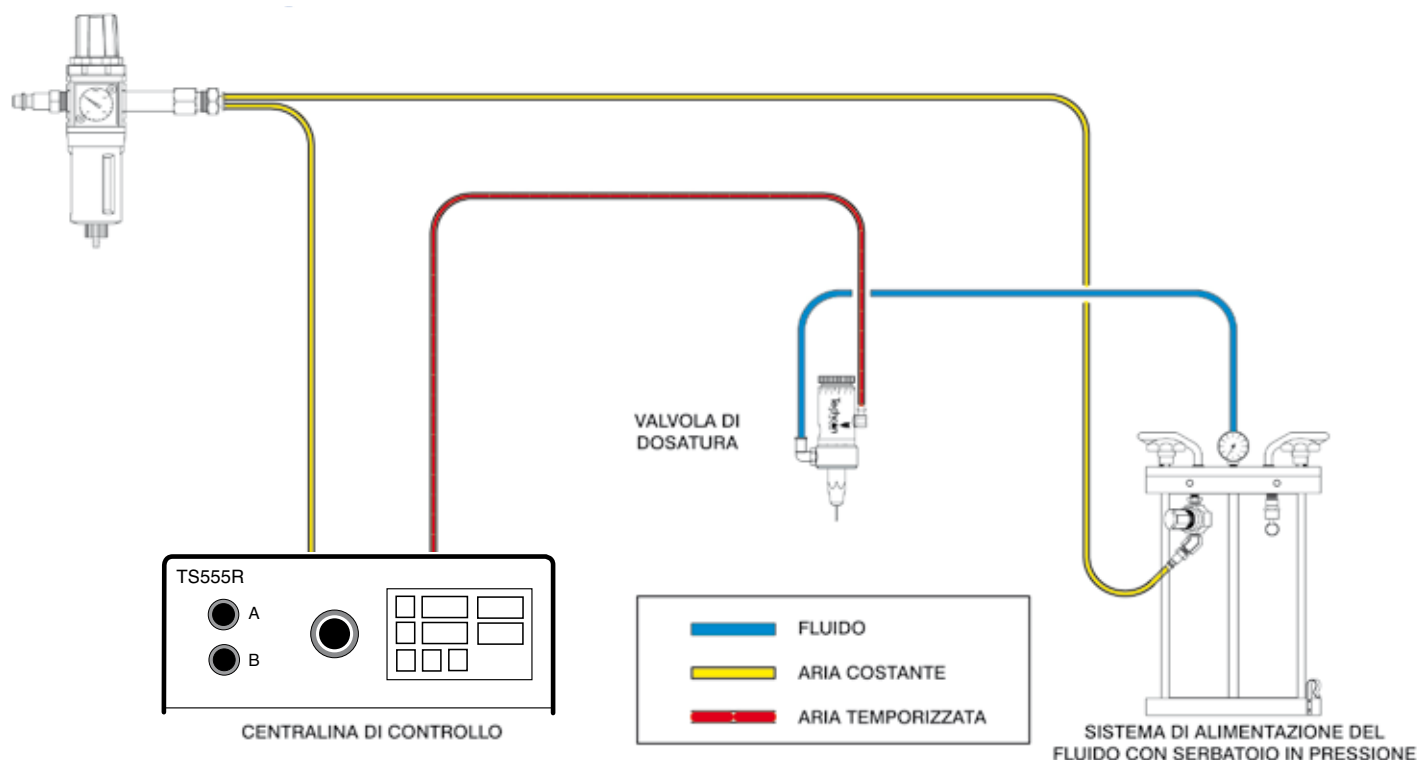 VALVOLA DI
DOSATURA
TS555R
A
B
CENTRALINA DI CONTROLLO
FLUIDO
ARIA COSTANTE
ARIA TEMPORIZZATA
SISTEMA DI ALIMENTAZIONE DEL
FLUIDO CON SERBATOIO IN PRESSIONE